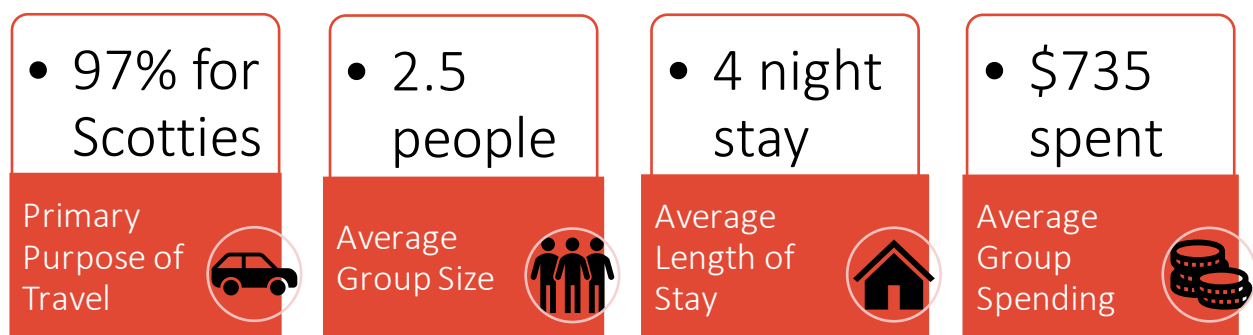 • 97% for
Scotties
Primary
Purpose of
Travel
• 2.5
people
Average
Group Size
• 4 night
stay
Average
Length of
Stay
• $735
spent
Average
Group
Spending